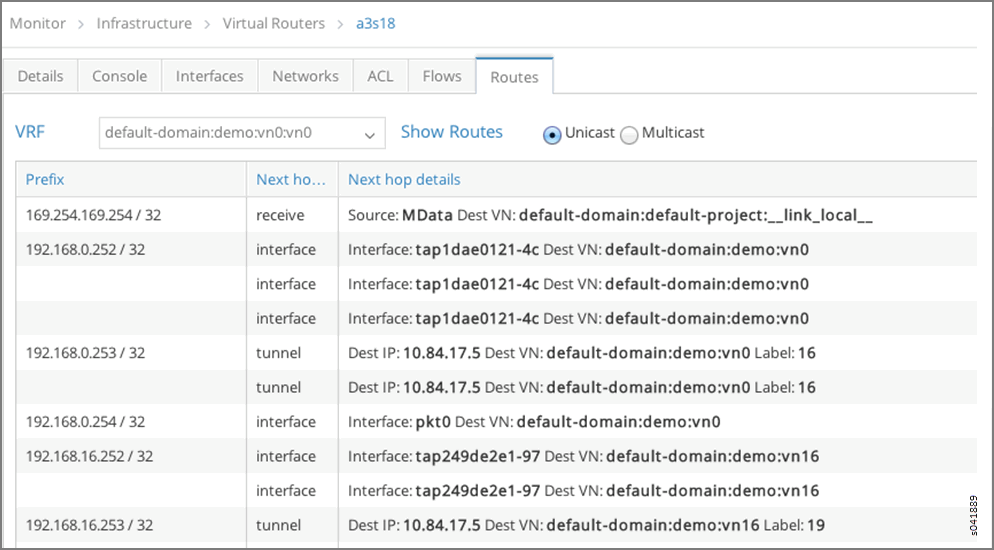 Monitor > Infrastructure > Virtual Routers > a3s18
Details Console Interfaces Networks ACL Flows Routes
VRF default-domain:demo:vn0:vn0 Show Routes Unicast Multicast
Prefix Next ho... Next hop details
169.254.169.254 / 32 receive Source: MData Dest VN: default-domain:default-project:__link_local__
192.168.0.252 / 32 interface Interface: tap1dae0121-4c Dest VN: default-domain:demo:vn0
interface Interface: tap1dae0121-4c Dest VN: default-domain:demo:vn0
interface Interface: tap1dae0121-4c Dest VN: default-domain:demo:vn0
192.168.0.253 / 32 tunnel Dest IP: 10.84.17.5 Dest VN: default-domain:demo:vn0 Label: 16
tunnel Dest IP: 10.84.17.5 Dest VN: default-domain:demo:vn0 Label: 16
192.168.0.254 / 32 interface Interface: pkt0 Dest VN: default-domain:demo:vn0
192.168.16.252 / 32 interface Interface: tap249de2e1-97 Dest VN: default-domain:demo:vn16
interface Interface: tap249de2e1-97 Dest VN: default-domain:demo:vn16
192.168.16.253 / 32 tunnel Dest IP: 10.84.17.5 Dest VN: default-domain:demo:vn16 Label: 19
s041889